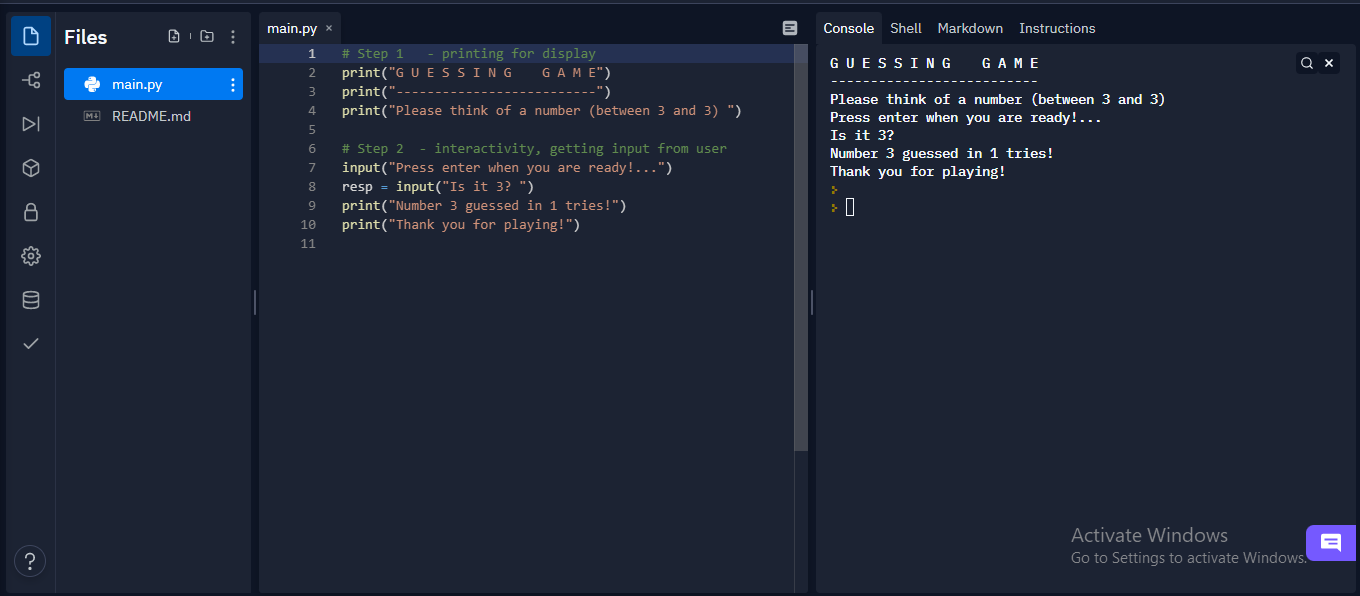 Files
main.py
README.md
main.py ×
1 # Step 1   - printing for display
2 print("G U E S S I N G    G A M E")
3 print("--------------------------")
4 print("Please think of a number (between 3 and 3) ")
5
6 # Step 2  - interactivity, getting input from user
7 input("Press enter when you are ready!...")
8 resp = input("Is it 3? ")
9 print("Number 3 guessed in 1 tries!")
10 print("Thank you for playing!")
11
Console Shell Markdown Instructions
G U E S S I N G    G A M E
--------------------------
Please think of a number (between 3 and 3)
Press enter when you are ready!...
Is it 3?
Number 3 guessed in 1 tries!
Thank you for playing!
Activate Windows
Go to Settings to activate Windows.